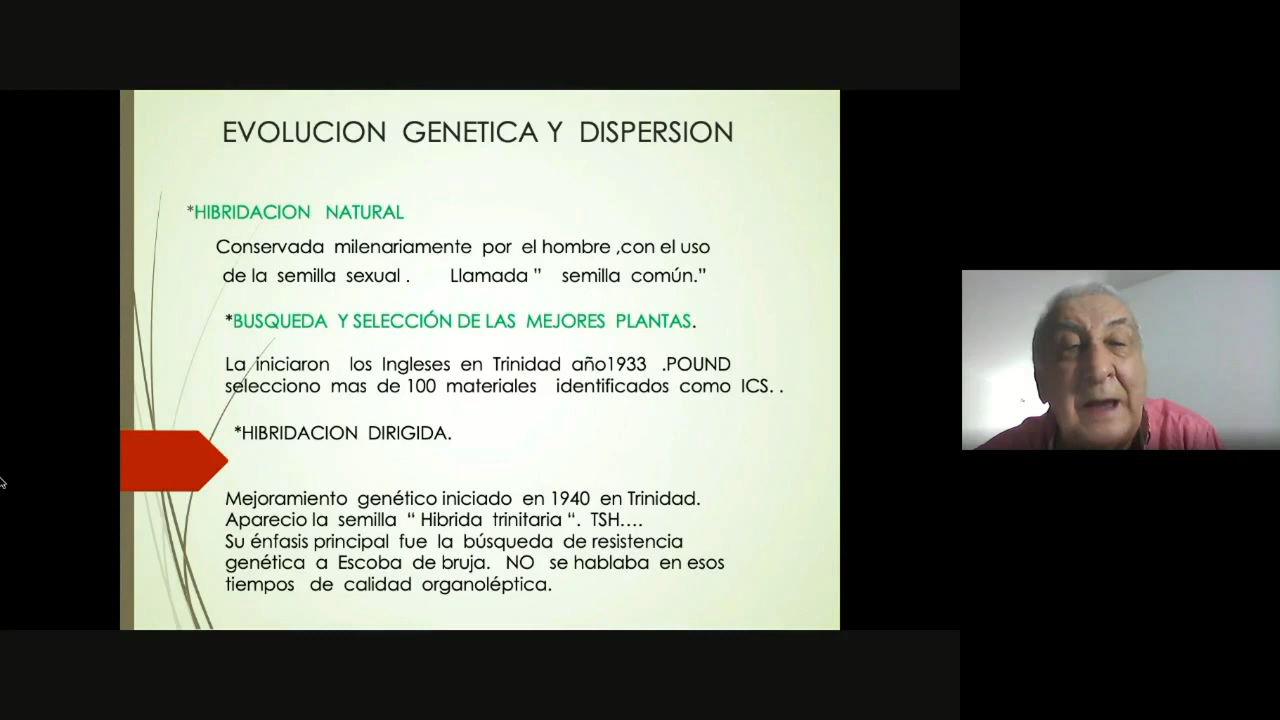 EVOLUCION GENETICA Y DISPERSION
*HIBRIDACION NATURAL
Conservada milenariamente por el hombre ,con el uso
de la semilla sexual . Llamada ” semilla común.”
*BUSQUEDA Y SELECCIÓN DE LAS MEJORES PLANTAS.
La iniciaron los Ingleses en Trinidad año1933 .POUND
selecciono mas de 100 materiales identificados como ICS. .
*HIBRIDACION DIRIGIDA.
Mejoramiento genético iniciado en 1940 en Trinidad.
Aparecio la semilla “ Hibrida trinitaria “. TSH....
Su énfasis principal fue la búsqueda de resistencia
genética a Escoba de bruja. NO se hablaba en esos
tiempos de calidad organoléptica.